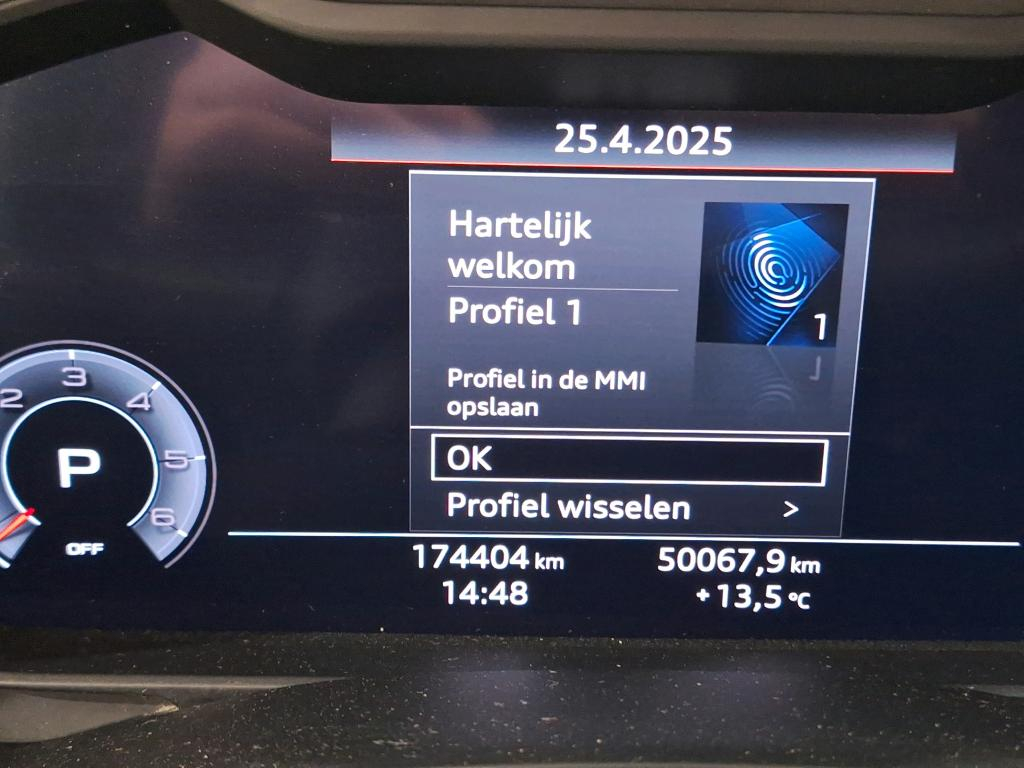 25.4.2025
Hartelijk
welkom
Profiel 1
1
Profiel in de MMI
opslaan
OK
Profiel wisselen >
2 3 4 5 6
P
OFF
174404 km 50067,9 km
14:48 +13,5 °C